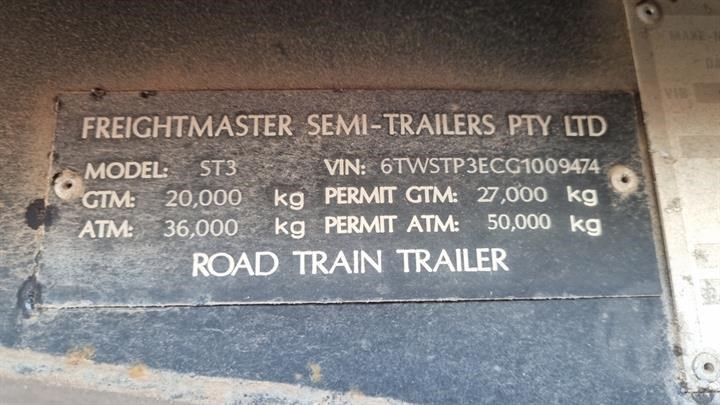 FREIGHTMASTER SEMI-TRAILERS PTY LTD
MODEL: ST3 VIN: 6TWSTP3ECG1009474
GTM: 20,000 kg PERMIT GTM: 27,000 kg
ATM: 36,000 kg PERMIT ATM: 50,000 kg
ROAD TRAIN TRAILER